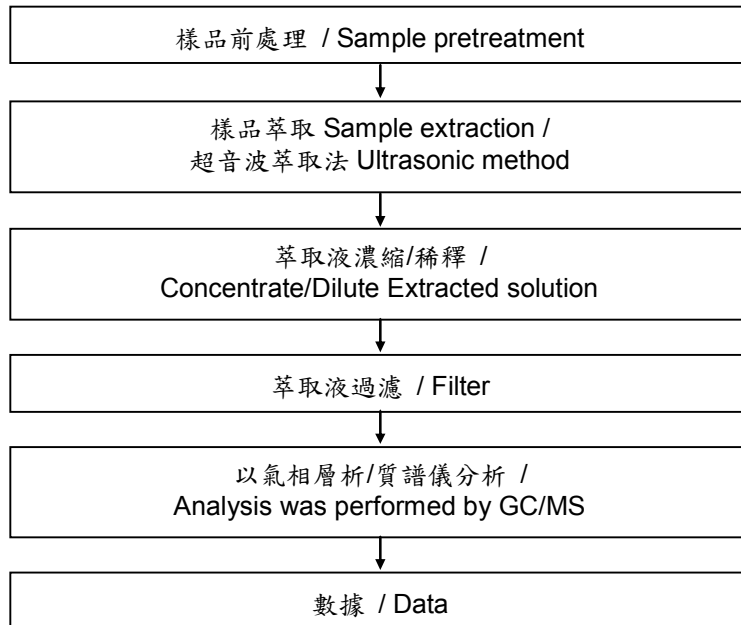 樣品前處理 / Sample pretreatment
樣品萃取 Sample extraction /
超音波萃取法 Ultrasonic method
萃取液濃縮/稀釋 /
Concentrate/Dilute Extracted solution
萃取液過濾 / Filter
以氣相層析/質譜儀分析 /
Analysis was performed by GC/MS
數據 / Data